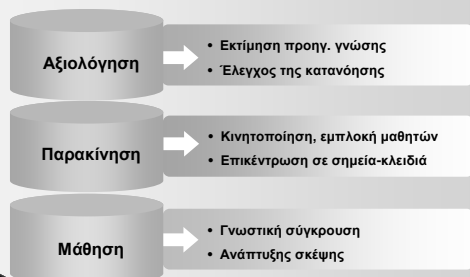 Αξιολόγηση
• Εκτίμηση προηγ. γνώσης
• Έλεγχος της κατανόησης
Παρακίνηση
• Κινητοποίηση, εμπλοκή μαθητών
• Επικέντρωση σε σημεία-κλειδιά
Μάθηση
• Γνωστική σύγκρουση
• Ανάπτυξης σκέψης